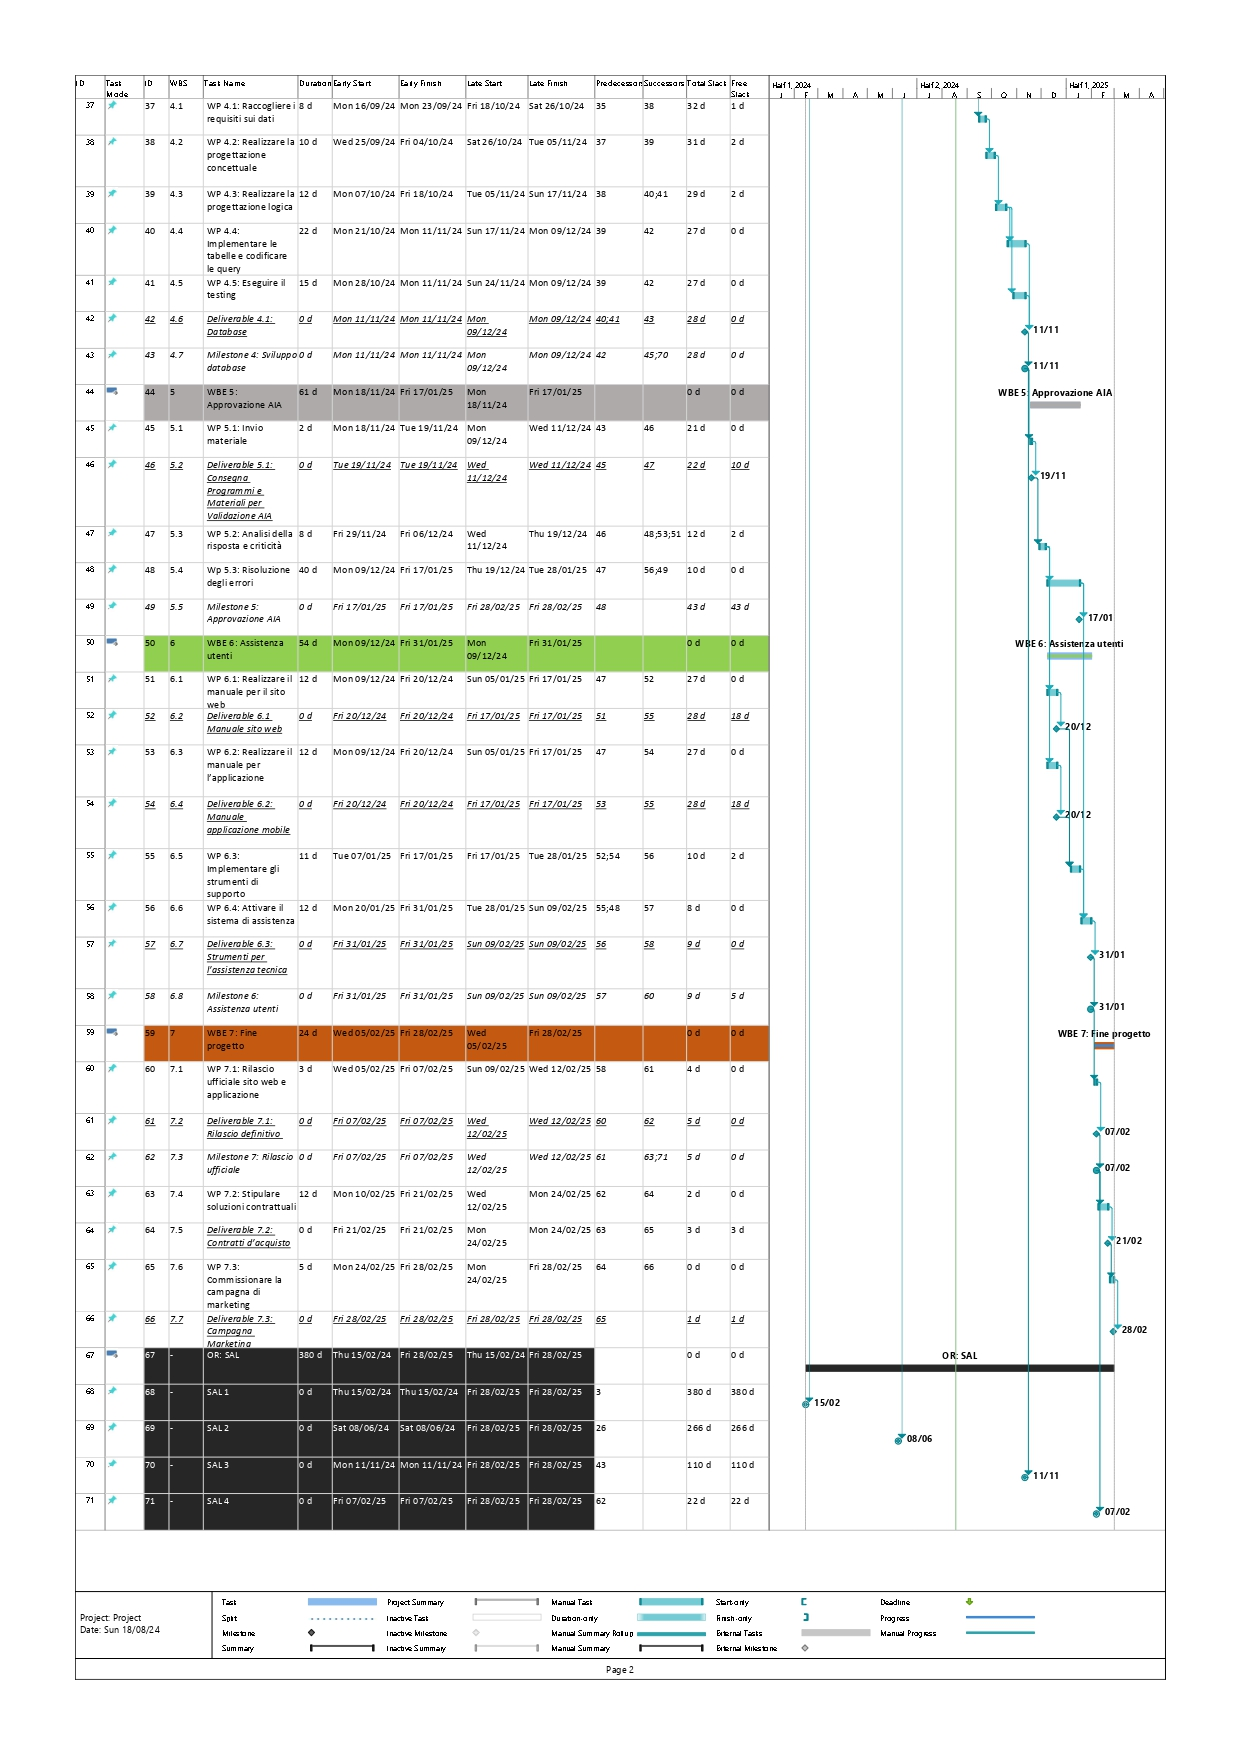 ID Task Mode ID WBS Task Name Duration Early Start Early Finish Late Start Late Finish Predecessors Successors Total Slack Free Slack
Half 1, 2024 Half 2, 2024 Half 1, 2025
J F M A M J J A S O N D J F M A
37 37 4.1 WP 4.1: Raccogliere i requisiti sui dati 8 d Mon 16/09/24 Mon 23/09/24 Fri 18/10/24 Sat 26/10/24 35 38 32 d 1 d
38 38 4.2 WP 4.2: Realizzare la progettazione concettuale 10 d Wed 25/09/24 Fri 04/10/24 Sat 26/10/24 Tue 05/11/24 37 39 31 d 2 d
39 39 4.3 WP 4.3: Realizzare la progettazione logica 12 d Mon 07/10/24 Fri 18/10/24 Tue 05/11/24 Sun 17/11/24 38 40;41 29 d 2 d
40 40 4.4 WP 4.4: Implementare le tabelle e codificare le query 22 d Mon 21/10/24 Mon 11/11/24 Sun 17/11/24 Mon 09/12/24 39 42 27 d 0 d
41 41 4.5 WP 4.5: Eseguire il testing 15 d Mon 28/10/24 Mon 11/11/24 Sun 24/11/24 Mon 09/12/24 39 42 27 d 0 d
42 42 4.6 Deliverable 4.1: Database 0 d Mon 11/11/24 Mon 11/11/24 Mon 09/12/24 Mon 09/12/24 40;41 43 28 d 0 d 11/11
43 43 4.7 Milestone 4: Sviluppo database 0 d Mon 11/11/24 Mon 11/11/24 Mon 09/12/24 Mon 09/12/24 42 45;70 28 d 0 d 11/11
44 44 5 WBE 5: Approvazione AIA 61 d Mon 18/11/24 Fri 17/01/25 Mon 18/11/24 Fri 17/01/25 0 d 0 d WBE 5: Approvazione AIA
45 45 5.1 WP 5.1: Invio materiale 2 d Mon 18/11/24 Tue 19/11/24 Mon 09/12/24 Wed 11/12/24 43 46 21 d 0 d
46 46 5.2 Deliverable 5.1: Consegna Programmi e Materiali per Validazione AIA 0 d Tue 19/11/24 Tue 19/11/24 Wed 11/12/24 Wed 11/12/24 45 47 22 d 10 d 19/11
47 47 5.3 WP 5.2: Analisi della risposta e criticità 8 d Fri 29/11/24 Fri 06/12/24 Wed 11/12/24 Thu 19/12/24 46 48;53;51 12 d 2 d
48 48 5.4 Wp 5.3: Risoluzione degli errori 40 d Mon 09/12/24 Fri 17/01/25 Thu 19/12/24 Tue 28/01/25 47 56;49 10 d 0 d
49 49 5.5 Milestone 5: Approvazione AIA 0 d Fri 17/01/25 Fri 17/01/25 Fri 28/02/25 Fri 28/02/25 48 43 d 43 d 17/01
50 50 6 WBE 6: Assistenza utenti 54 d Mon 09/12/24 Fri 31/01/25 Mon 09/12/24 Fri 31/01/25 0 d 0 d WBE 6: Assistenza utenti
51 51 6.1 WP 6.1: Realizzare il manuale per il sito web 12 d Mon 09/12/24 Fri 20/12/24 Sun 05/01/25 Fri 17/01/25 47 52 27 d 0 d
52 52 6.2 Deliverable 6.1 Manuale sito web 0 d Fri 20/12/24 Fri 20/12/24 Fri 17/01/25 Fri 17/01/25 51 55 28 d 18 d 20/12
53 53 6.3 WP 6.2: Realizzare il manuale per l'applicazione 12 d Mon 09/12/24 Fri 20/12/24 Sun 05/01/25 Fri 17/01/25 47 54 27 d 0 d
54 54 6.4 Deliverable 6.2: Manuale applicazione mobile 0 d Fri 20/12/24 Fri 20/12/24 Fri 17/01/25 Fri 17/01/25 53 55 28 d 18 d 20/12
55 55 6.5 WP 6.3: Implementare gli strumenti di supporto 11 d Tue 07/01/25 Fri 17/01/25 Fri 17/01/25 Tue 28/01/25 52;54 56 10 d 2 d
56 56 6.6 WP 6.4: Attivare il sistema di assistenza 12 d Mon 20/01/25 Fri 31/01/25 Tue 28/01/25 Sun 09/02/25 55;48 57 8 d 0 d
57 57 6.7 Deliverable 6.3: Strumenti per l'assistenza tecnica 0 d Fri 31/01/25 Fri 31/01/25 Sun 09/02/25 Sun 09/02/25 56 58 9 d 0 d 31/01
58 58 6.8 Milestone 6: Assistenza utenti 0 d Fri 31/01/25 Fri 31/01/25 Sun 09/02/25 Sun 09/02/25 57 60 9 d 5 d 31/01
59 59 7 WBE 7: Fine progetto 24 d Wed 05/02/25 Fri 28/02/25 Wed 05/02/25 Fri 28/02/25 0 d 0 d WBE 7: Fine progetto
60 60 7.1 WP 7.1: Rilascio ufficiale sito web e applicazione 3 d Wed 05/02/25 Fri 07/02/25 Sun 09/02/25 Wed 12/02/25 58 61 4 d 0 d
61 61 7.2 Deliverable 7.1: Rilascio definitivo 0 d Fri 07/02/25 Fri 07/02/25 Wed 12/02/25 Wed 12/02/25 60 62 5 d 0 d 07/02
62 62 7.3 Milestone 7: Rilascio ufficiale 0 d Fri 07/02/25 Fri 07/02/25 Wed 12/02/25 Wed 12/02/25 61 63;71 5 d 0 d 07/02
63 63 7.4 WP 7.2: Stipulare soluzioni contrattuali 12 d Mon 10/02/25 Fri 21/02/25 Wed 12/02/25 Mon 24/02/25 62 64 2 d 0 d
64 64 7.5 Deliverable 7.2: Contratti d'acquisto 0 d Fri 21/02/25 Fri 21/02/25 Mon 24/02/25 Mon 24/02/25 63 65 3 d 3 d 21/02
65 65 7.6 WP 7.3: Commissionare la campagna di marketing 5 d Mon 24/02/25 Fri 28/02/25 Mon 24/02/25 Fri 28/02/25 64 66 0 d 0 d
66 66 7.7 Deliverable 7.3: Campagna Marketing 0 d Fri 28/02/25 Fri 28/02/25 Fri 28/02/25 Fri 28/02/25 65 1 d 1 d 28/02
67 67 - OR: SAL 380 d Thu 15/02/24 Fri 28/02/25 Thu 15/02/24 Fri 28/02/25 0 d 0 d OR: SAL
68 68 - SAL 1 0 d Thu 15/02/24 Thu 15/02/24 Fri 28/02/25 Fri 28/02/25 3 380 d 380 d 15/02
69 69 - SAL 2 0 d Sat 08/06/24 Sat 08/06/24 Fri 28/02/25 Fri 28/02/25 26 266 d 266 d 08/06
70 70 - SAL 3 0 d Mon 11/11/24 Mon 11/11/24 Fri 28/02/25 Fri 28/02/25 43 110 d 110 d 11/11
71 71 - SAL 4 0 d Fri 07/02/25 Fri 07/02/25 Fri 28/02/25 Fri 28/02/25 62 22 d 22 d 07/02
Project: Project
Date: Sun 18/08/24
Task Project Summary Manual Task Start-only Deadline
Split Inactive Task Duration-only Finish-only Progress
Milestone Inactive Milestone Manual Summary Rollup External Tasks Manual Progress
Summary Inactive Summary Manual Summary External Milestone
Page 2